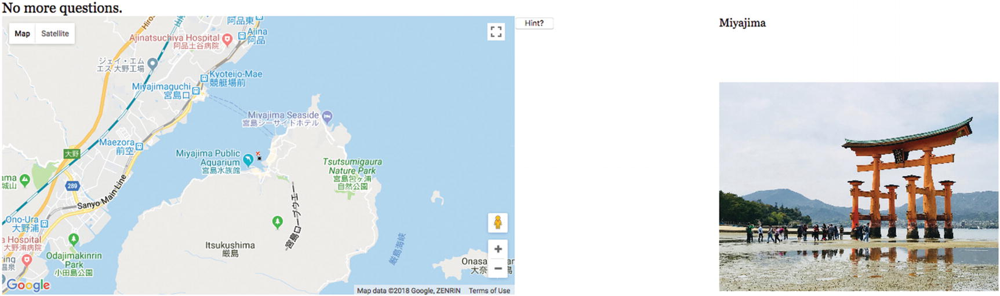 No more questions.
Map
Satellite
Hint?
Miyajima
阿品東
Ajina
阿品
Ajinatsuchiya Hospital
阿品土谷病院
ジェイ・エム
エス 大野工場
Kyoteijo-Mae
競艇場前
Miyajimaguchi
宮島口
Miyajima Seaside
宮島シーサイドホテル
Maezora
前空
大野
Miyajima Public
Aquarium
宮島水族館
Tsutsumigaura
Nature Park
宮島包ヶ浦
自然公園
城山
289
Sanyo Main Line
宮島ロープウエー
Ono-Ura
大野浦
a Hospital
大野浦病院
Itsukushima
厳島
厳島海峡
Odajimakinrin
Park
小田島公園
Onasa
大奈
島
Google
Map data ©2018 Google, ZENRIN
Terms of Use